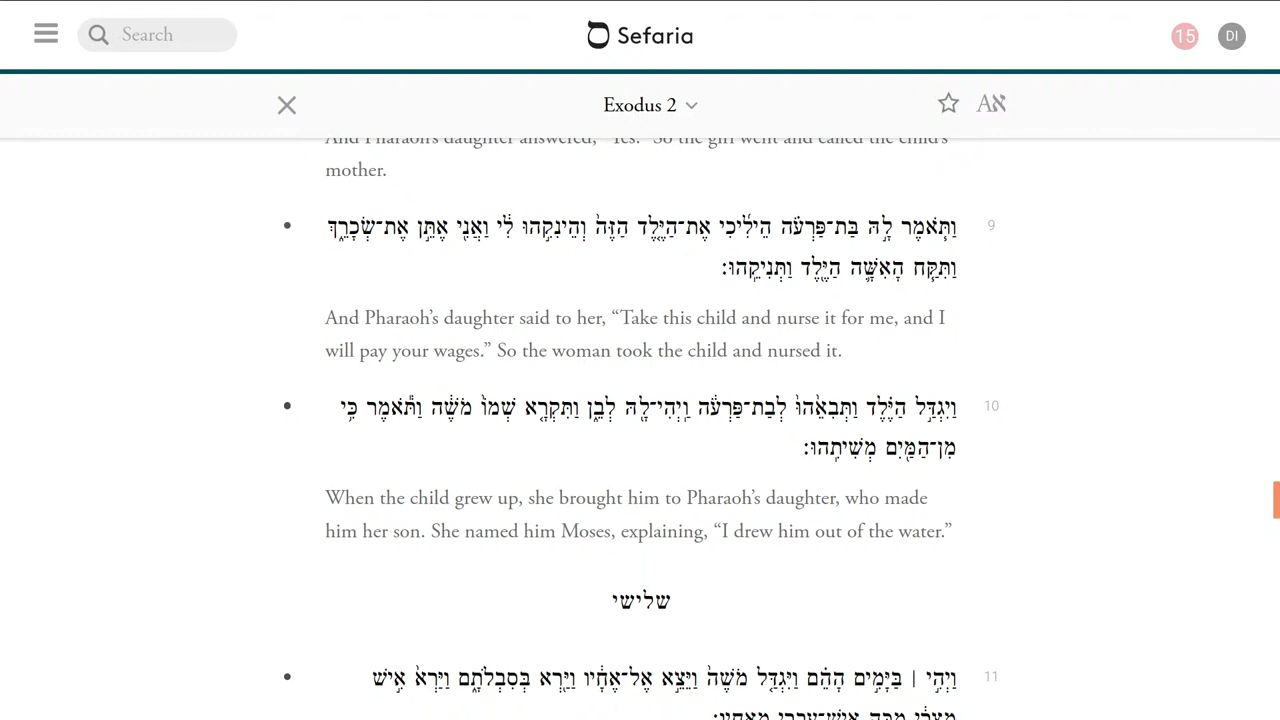 Search
Sefaria
15
DI
Exodus 2
And Pharaoh's daughter answered, “Yes.” So the girl went and called the child's
mother.
9
וַתֹּ֧אמֶר לָ֣הּ בַּת־פַּרְעֹ֗ה הֵילִ֜יכִי אֶת־הַיֶּ֤לֶד הַזֶּה֙ וְהֵינִקִ֣הוּ לִ֔י וַאֲנִ֖י אֶתֵּ֣ן אֶת־שְׂכָרֵ֑ךְ
וַתִּקַּ֧ח הָאִשָּׁ֛ה הַיֶּ֖לֶד וַתְּנִיקֵֽהוּ׃
And Pharaoh’s daughter said to her, “Take this child and nurse it for me, and I
will pay your wages.” So the woman took the child and nursed it.
10
וַיִּגְדַּ֣ל הַיֶּ֗לֶד וַתְּבִאֵ֙הוּ֙ לְבַת־פַּרְעֹ֔ה וַֽיְהִי־לָ֖הּ לְבֵ֑ן וַתִּקְרָ֤א שְׁמוֹ֙ מֹשֶׁ֔ה וַתֹּ֕אמֶר כִּ֥י
מִן־הַמַּ֖יִם מְשִׁיתִֽהוּ׃
When the child grew up, she brought him to Pharaoh’s daughter, who made
him her son. She named him Moses, explaining, “I drew him out of the water.”
שלישי
11
וַיְהִ֣י ׀ בַּיָּמִ֣ים הָהֵ֗ם וַיִּגְדַּ֤ל מֹשֶׁה֙ וַיֵּצֵ֣א אֶל־אֶחָ֔יו וַיַּ֖רְא בְּסִבְלֹתָ֑ם וַיַּרְא֙ אִ֣ישׁ
מִצְרִ֔י מַכֶּ֥ה אִישׁ־עִבְרִ֖י מֵאֶחָֽיו׃